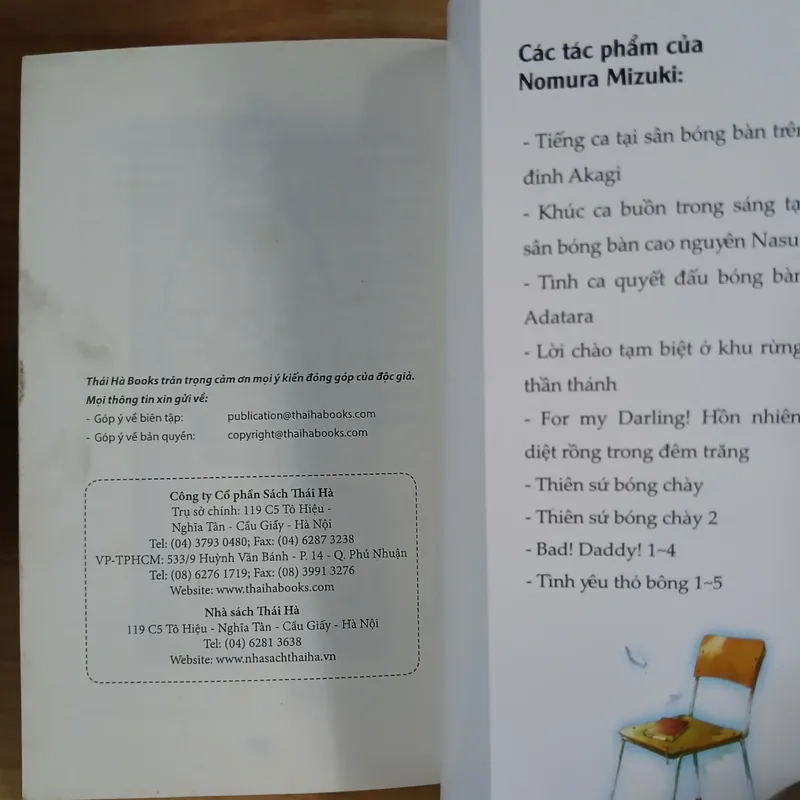 Thái Hà Books trân trọng cảm ơn mọi ý kiến đóng góp của độc giả.
Mọi thông tin xin gửi về:
- Góp ý về biên tập: publication@thaihabooks.com
- Góp ý về bản quyền: copyright@thaihabooks.com
Công ty Cổ phần Sách Thái Hà
Trụ sở chính: 119 C5 Tô Hiệu -
Nghĩa Tân - Cầu Giấy - Hà Nội
Tel: (04) 3793 0480; Fax: (04) 6287 3238
VP-TPHCM: 533/9 Huỳnh Văn Bánh - P. 14 - Q. Phú Nhuận
Tel: (08) 6276 1719; Fax: (08) 3991 3276
Website: www.thaihabooks.com
Nhà sách Thái Hà
119 C5 Tô Hiệu - Nghĩa Tân - Cầu Giấy - Hà Nội
Tel: (04) 6281 3638
Website: www.nhasachthaiha.vn
Các tác phẩm của
Nomura Mizuki:
- Tiếng ca tại sân bóng bàn trên
đỉnh Akagi
- Khúc ca buồn trong sáng tạ
sân bóng bàn cao nguyên Nasu
- Tình ca quyết đấu bóng bàn
Adatara
- Lời chào tạm biệt ở khu rừng
thần thánh
- For my Darling! Hồn nhiên
diệt rồng trong đêm trăng
- Thiên sứ bóng chày
- Thiên sứ bóng chày 2
- Bad! Daddy! 1~4
- Tình yêu thỏ bông 1~5